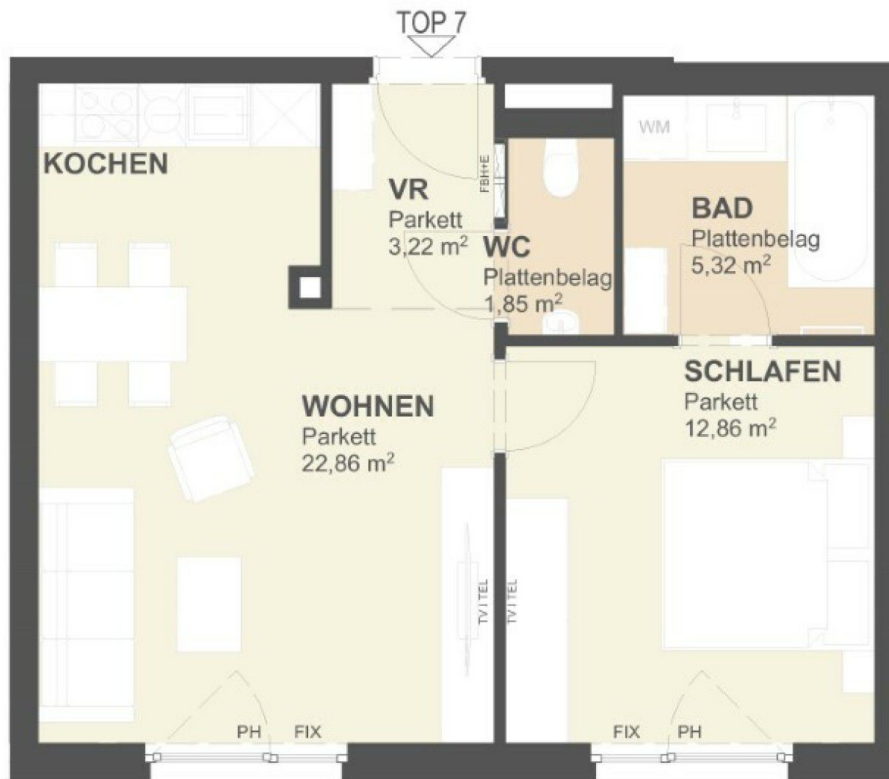 TOP 7
KOCHEN
VR
Parkett
3,22 m²
FBH+E
WC
Plattenbelag
1,85 m²
WM
BAD
Plattenbelag
5,32 m²
WOHNEN
Parkett
22,86 m²
SCHLAFEN
Parkett
12,86 m²
TV I TEL
TV I TEL
PH
FIX
FIX
PH